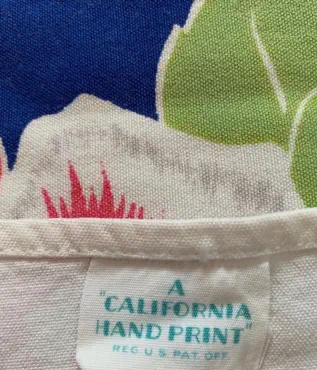 A
"CALIFORNIA
HAND PRINT"
REG U.S. PAT. OFF.